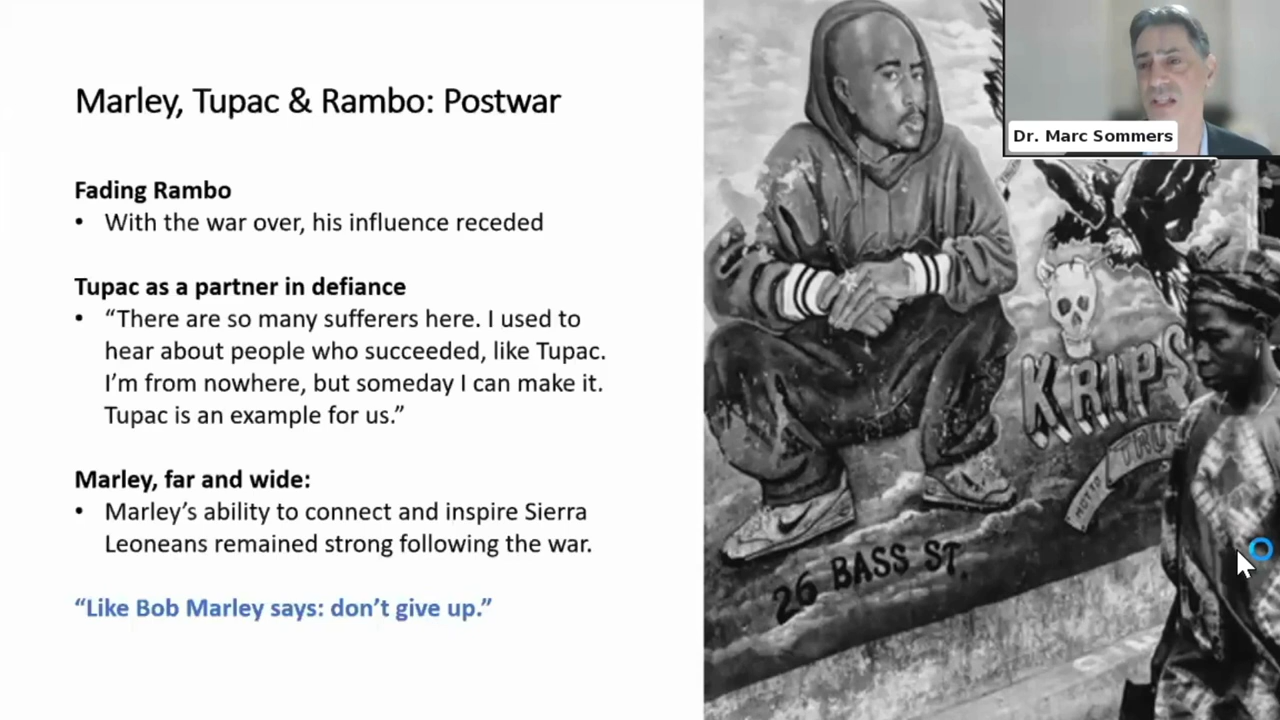 Marley, Tupac & Rambo: Postwar
Fading Rambo
• With the war over, his influence receded
Tupac as a partner in defiance
• “There are so many sufferers here. I used to
hear about people who succeeded, like Tupac.
I’m from nowhere, but someday I can make it.
Tupac is an example for us.”
Marley, far and wide:
• Marley’s ability to connect and inspire Sierra
Leoneans remained strong following the war.
“Like Bob Marley says: don’t give up.”
Dr. Marc Sommers
KRIPS
MOTTO
26 BASS ST.